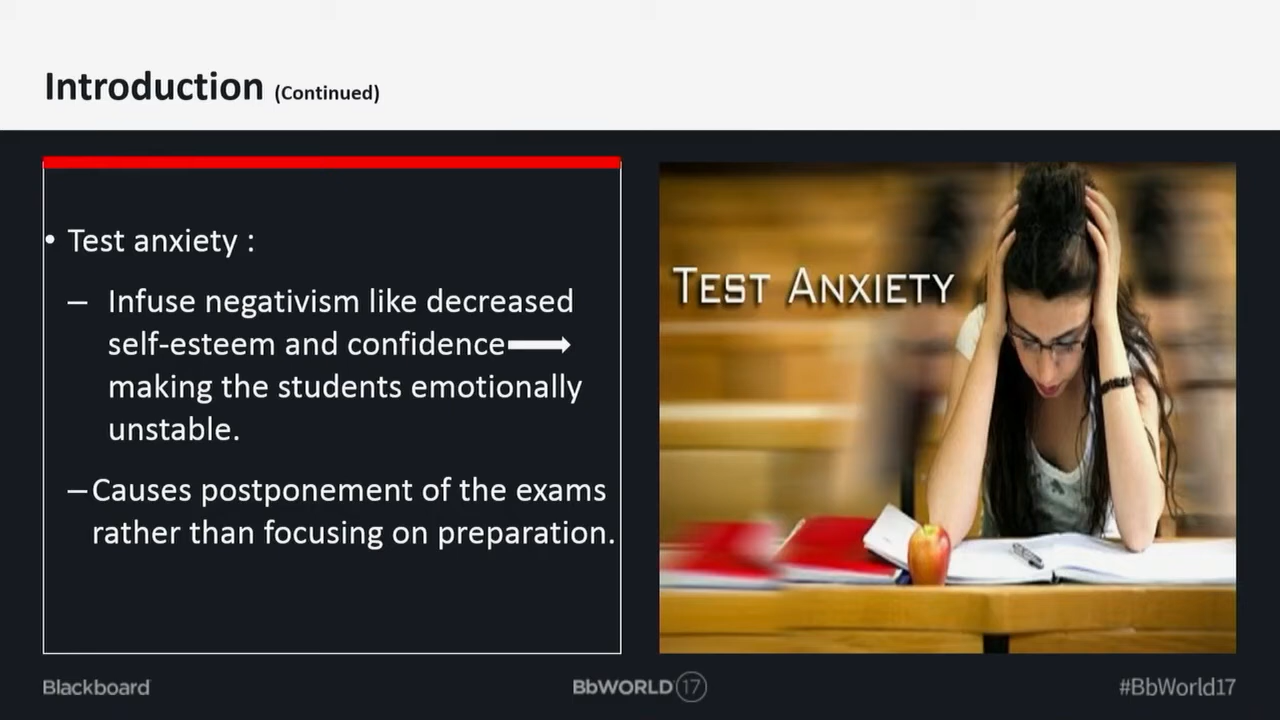 Introduction (Continued)
• Test anxiety :
– Infuse negativism like decreased
self-esteem and confidence
making the students emotionally
unstable.
– Causes postponement of the exams
rather than focusing on preparation.
TEST ANXIETY
Blackboard
BbWORLD 17
#BbWorld17